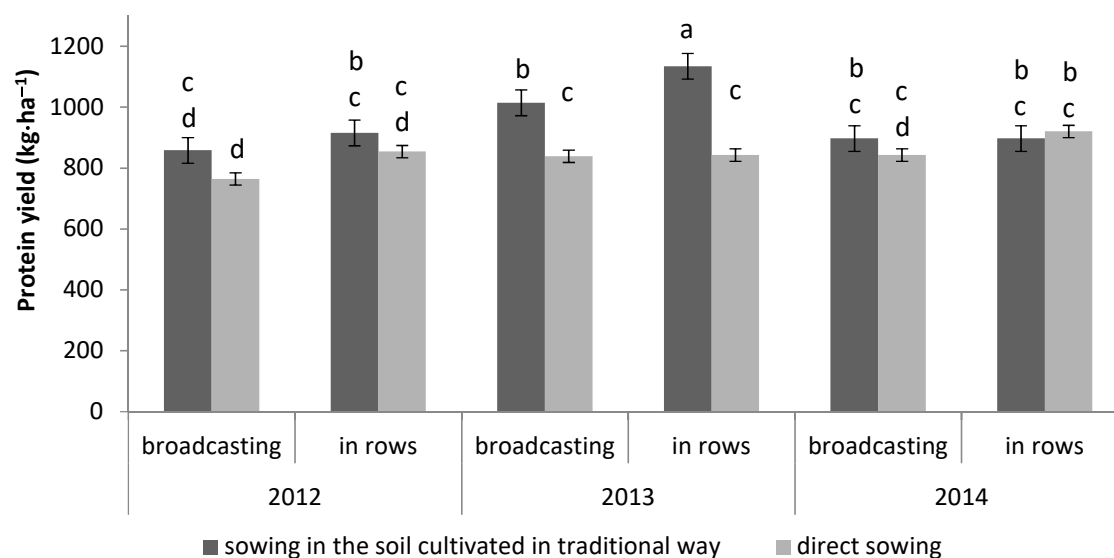 Protein yield (kg·ha⁻¹)
1200
1000
800
600
400
200
0
c
d
d
b
c
c
d
b
c
a
c
b
c
c
d
b
c
b
c
broadcasting in rows broadcasting in rows broadcasting in rows
2012 2013 2014
sowing in the soil cultivated in traditional way direct sowing